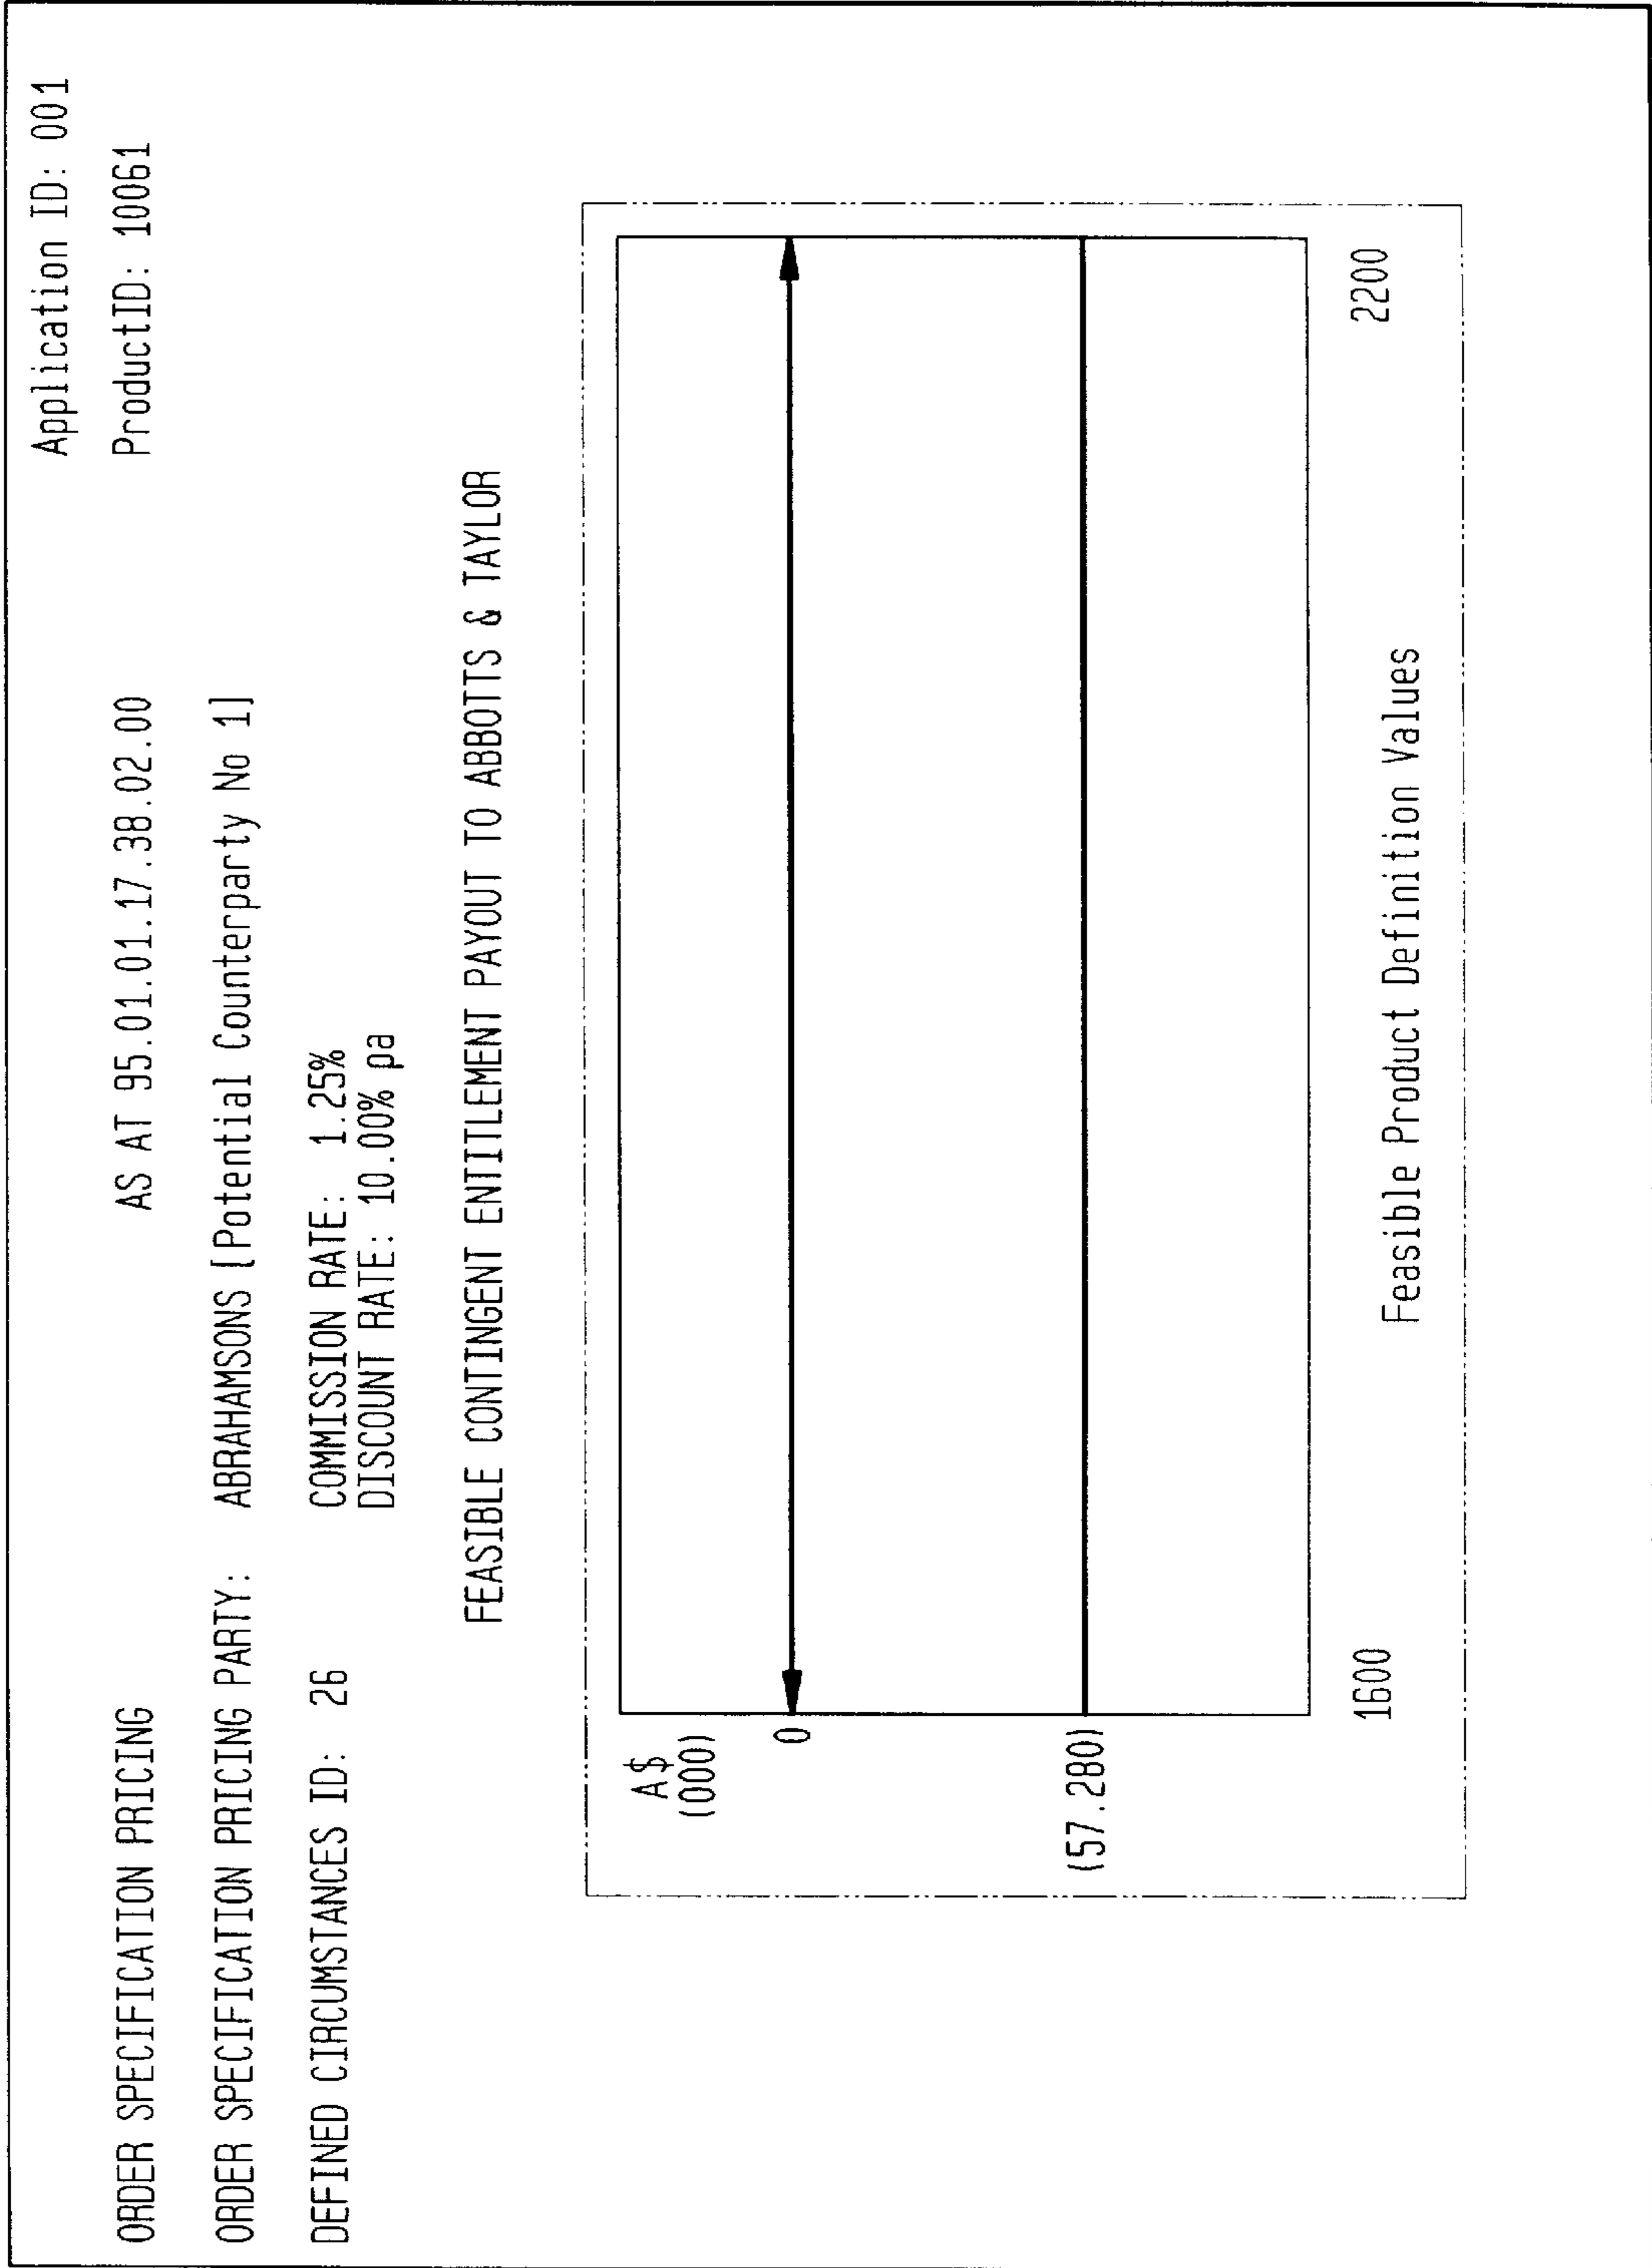 Application ID: 001
ORDER SPECIFICATION PRICING AS AT 95.01.01.17.38.02.00 ProductID: 10061
ORDER SPECIFICATION PRICING PARTY: ABRAHAMSONS [Potential Counterparty No 1]
DEFINED CIRCUMSTANCES ID: 26 COMMISSION RATE: 1.25%
DISCOUNT RATE: 10.00% pa
FEASIBLE CONTINGENT ENTITLEMENT PAYOUT TO ABBOTTS & TAYLOR
A$
(000)
0
(57.280)
1600 2200
Feasible Product Definition Values